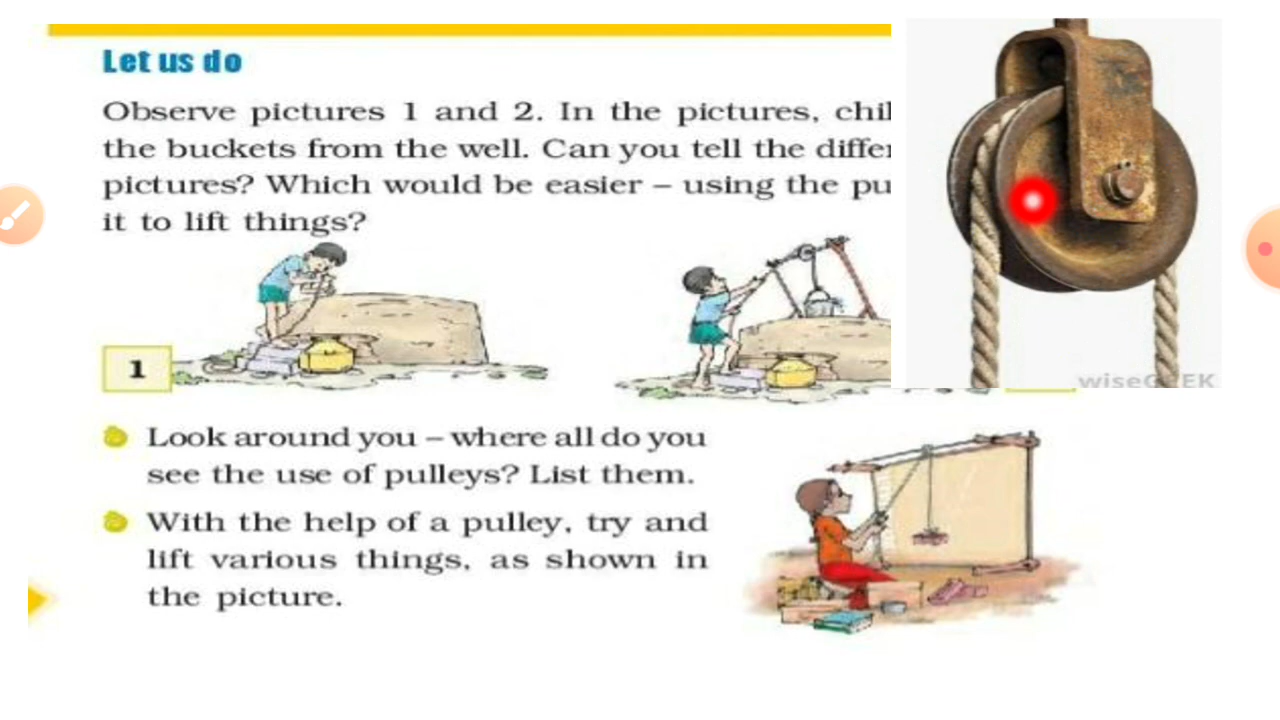 Let us do
Observe pictures 1 and 2. In the pictures, chil
the buckets from the well. Can you tell the differ
pictures? Which would be easier – using the pu
it to lift things?
1
Look around you – where all do you
see the use of pulleys? List them.
With the help of a pulley, try and
lift various things, as shown in
the picture.